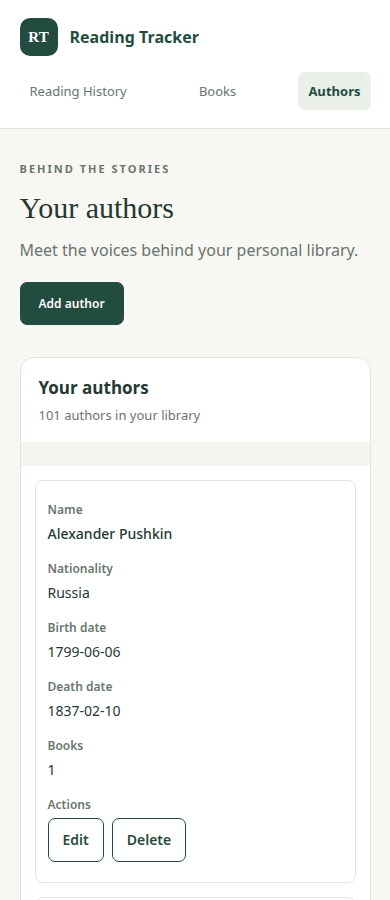 RT
Reading Tracker
Reading History Books Authors
BEHIND THE STORIES
Your authors
Meet the voices behind your personal library.
Add author
Your authors
101 authors in your library
Name
Alexander Pushkin
Nationality
Russia
Birth date
1799-06-06
Death date
1837-02-10
Books
1
Actions
Edit Delete